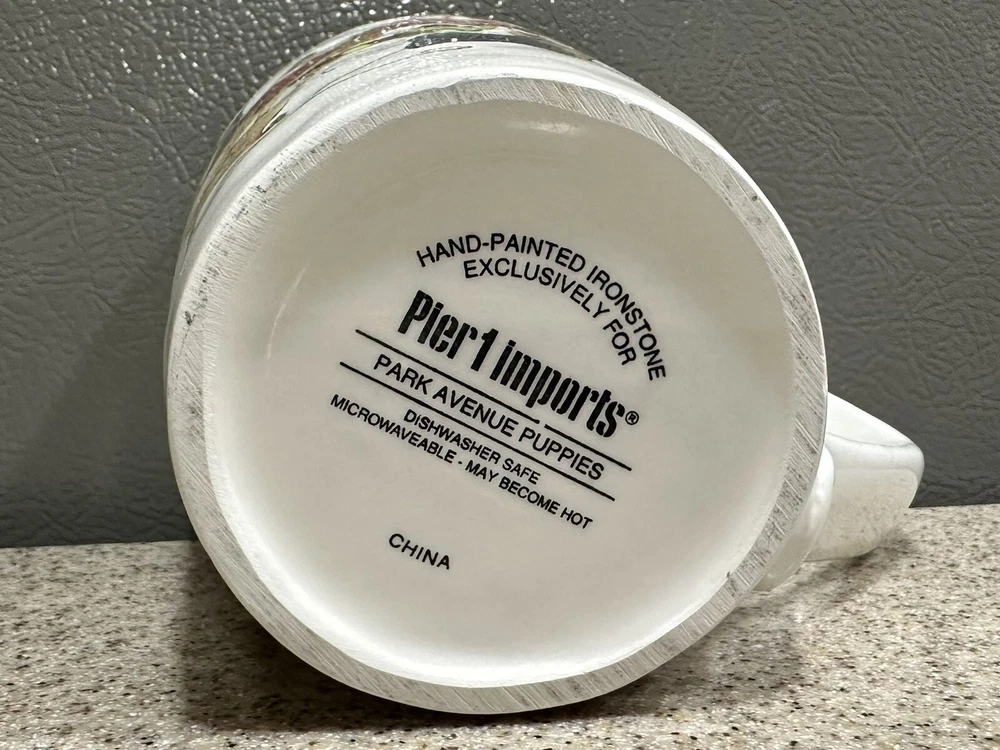 HAND-PAINTED IRONSTONE
EXCLUSIVELY FOR
Pier 1 imports®
PARK AVENUE PUPPIES
DISHWASHER SAFE
MICROWAVEABLE - MAY BECOME HOT
CHINA